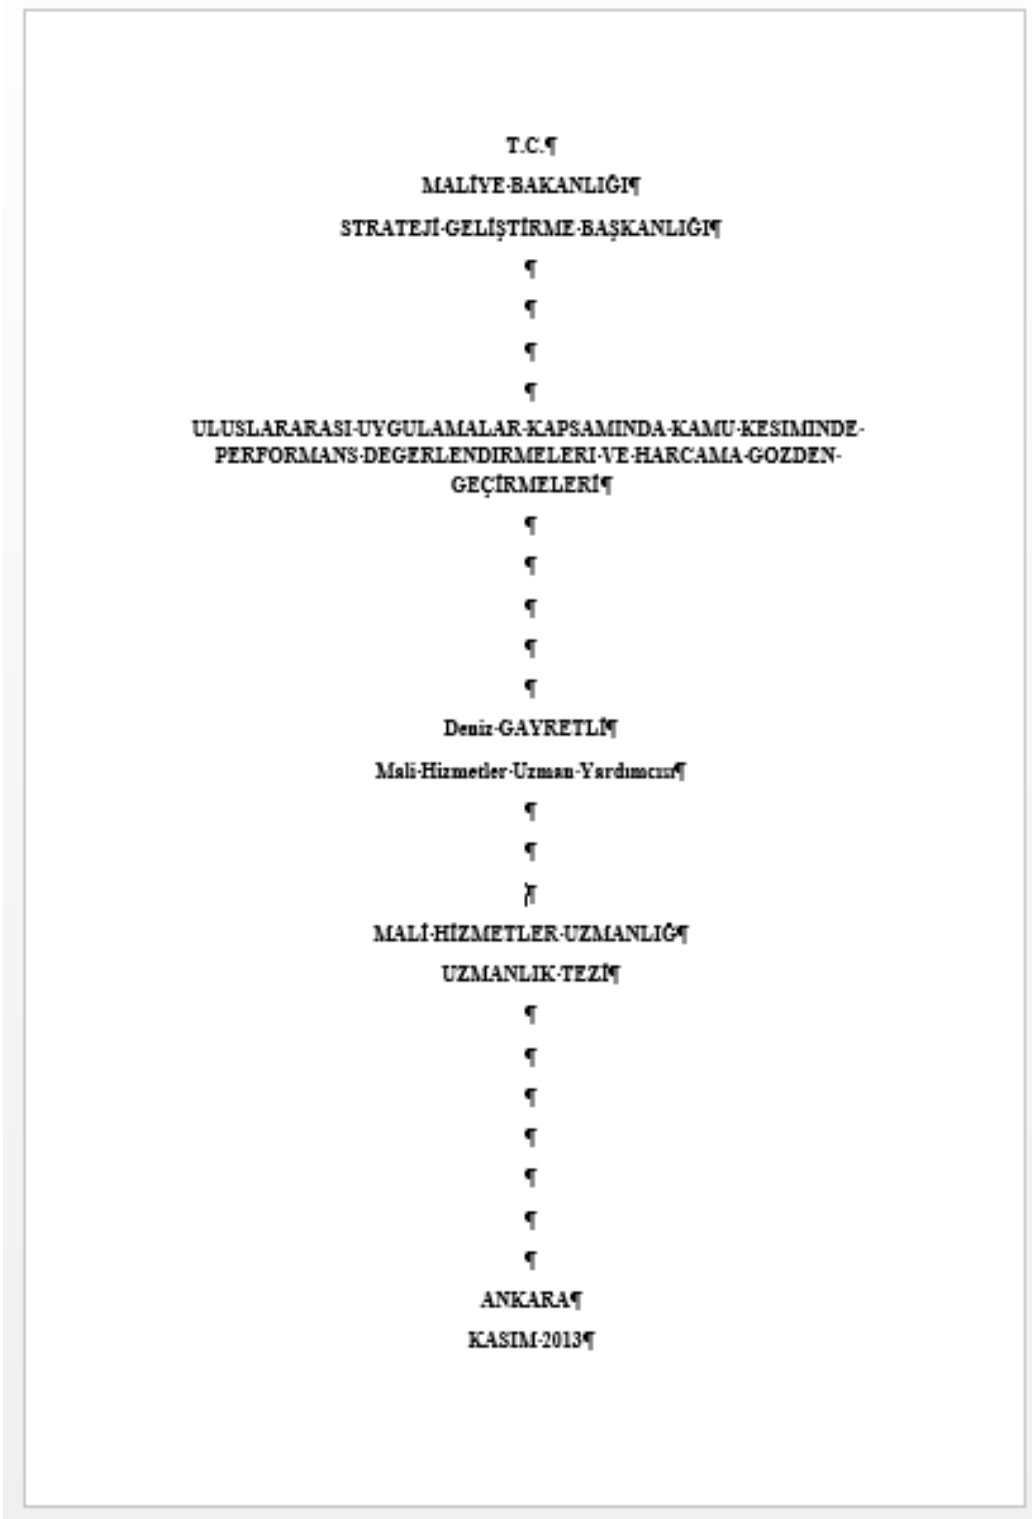 T.C.¶
MALİYE·BAKANLIĞI¶
STRATEJİ·GELİŞTİRME·BAŞKANLIĞI¶
¶
¶
¶
¶
ULUSLARARASI·UYGULAMALAR·KAPSAMINDA·KAMU·KESIMINDE·
PERFORMANS·DEGERLENDIRMELERI·VE·HARCAMA·GOZDEN·
GEÇİRMELERİ¶
¶
¶
¶
¶
¶
Deniz·GAYRETLİ¶
Mali·Hizmetler·Uzman·Yardımcısı¶
¶
¶
¶
MALİ·HİZMETLER·UZMANLIĞ¶
UZMANLIK·TEZİ¶
¶
¶
¶
¶
¶
¶
¶
ANKARA¶
KASIM·2013¶